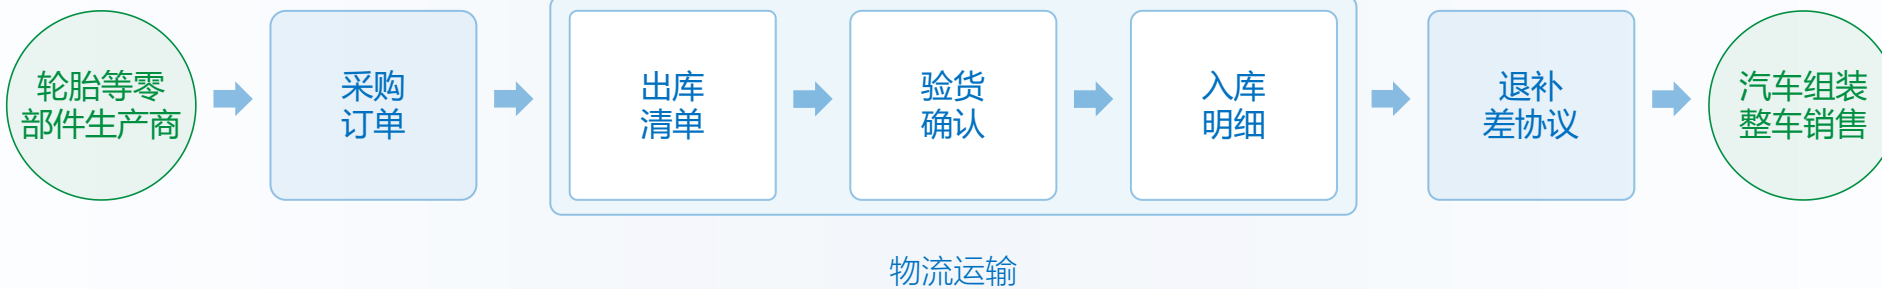 轮胎等零
部件生产商
采购
订单
出库
清单
验货
确认
入库
明细
退补
差协议
汽车组装
整车销售
物流运输